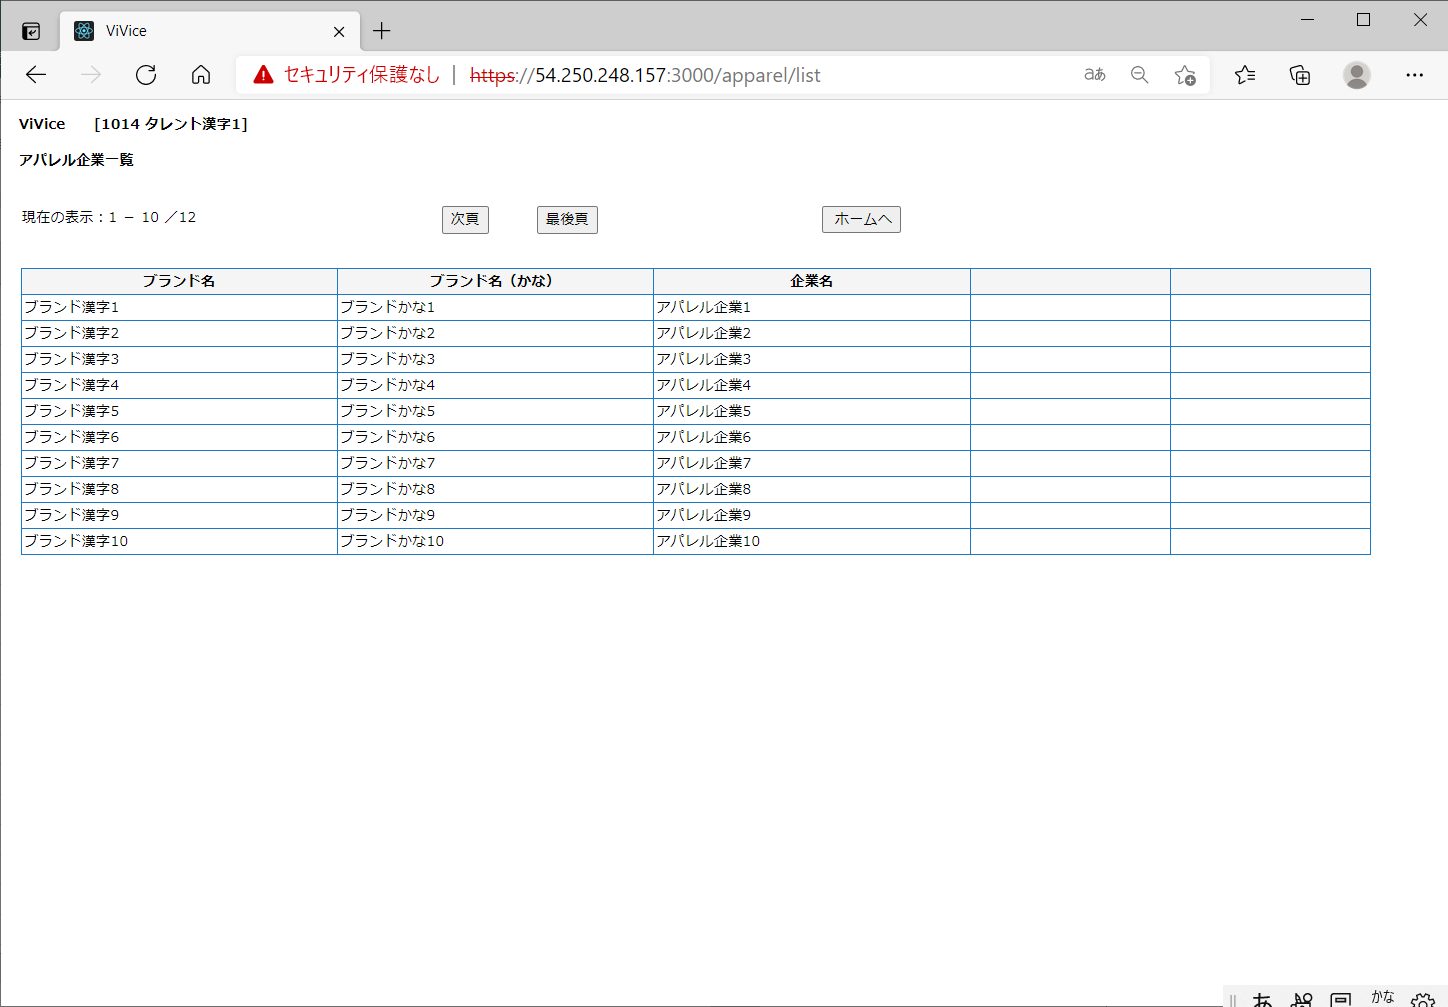 ViVice
セキュリティ保護なし | https://54.250.248.157:3000/apparel/list aあ
ViVice [1014 タレント漢字1]
アパレル企業一覧
現在の表示：1 － 10 ／12 次頁 最後頁 ホームへ
ブランド名 ブランド名（かな） 企業名
ブランド漢字1 ブランドかな1 アパレル企業1
ブランド漢字2 ブランドかな2 アパレル企業2
ブランド漢字3 ブランドかな3 アパレル企業3
ブランド漢字4 ブランドかな4 アパレル企業4
ブランド漢字5 ブランドかな5 アパレル企業5
ブランド漢字6 ブランドかな6 アパレル企業6
ブランド漢字7 ブランドかな7 アパレル企業7
ブランド漢字8 ブランドかな8 アパレル企業8
ブランド漢字9 ブランドかな9 アパレル企業9
ブランド漢字10 ブランドかな10 アパレル企業10
あ かな